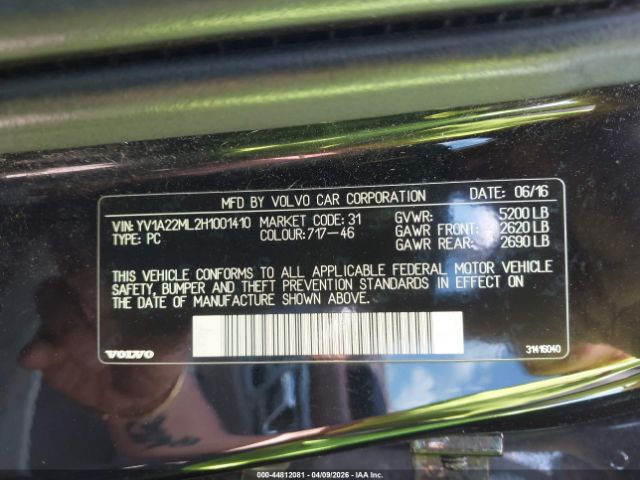 MFD BY VOLVO CAR CORPORATION DATE: 06/16
VIN: YV1A22ML2H1001410 MARKET CODE: 31 GVWR: 5200 LB
TYPE: PC COLOUR: 717-46 GAWR FRONT: 2620 LB
GAWR REAR: 2690 LB
THIS VEHICLE CONFORMS TO ALL APPLICABLE FEDERAL MOTOR VEHICLE
SAFETY, BUMPER AND THEFT PREVENTION STANDARDS IN EFFECT ON
THE DATE OF MANUFACTURE SHOWN ABOVE.
VOLVO 31416040
000-44812081 - 04/09/2026 - IAA Inc.